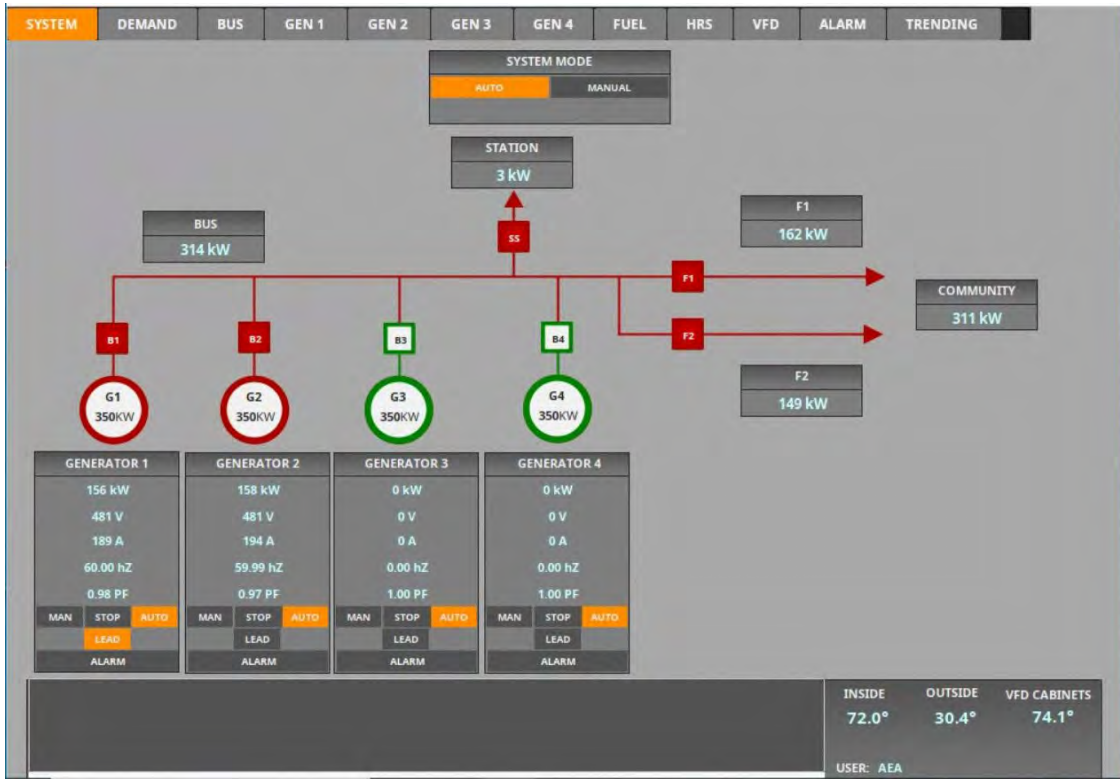 SYSTEM DEMAND BUS GEN 1 GEN 2 GEN 3 GEN 4 FUEL HRS VFD ALARM TRENDING
SYSTEM MODE
AUTO MANUAL
STATION
3 kW
SS
BUS
314 kW
F1
162 kW
F1
COMMUNITY
311 kW
F2
F2
149 kW
B1 B2 B3 B4
G1 G2 G3 G4
350KW 350KW 350KW 350KW
GENERATOR 1
156 kW
481 V
189 A
60.00 hZ
0.98 PF
MAN STOP AUTO
LEAD
ALARM
GENERATOR 2
158 kW
481 V
194 A
59.99 hZ
0.97 PF
MAN STOP AUTO
LEAD
ALARM
GENERATOR 3
0 kW
0 V
0 A
0.00 hZ
1.00 PF
MAN STOP AUTO
LEAD
ALARM
GENERATOR 4
0 kW
0 V
0 A
0.00 hZ
1.00 PF
MAN STOP AUTO
LEAD
ALARM
INSIDE OUTSIDE VFD CABINETS
72.0° 30.4° 74.1°
USER: AEA